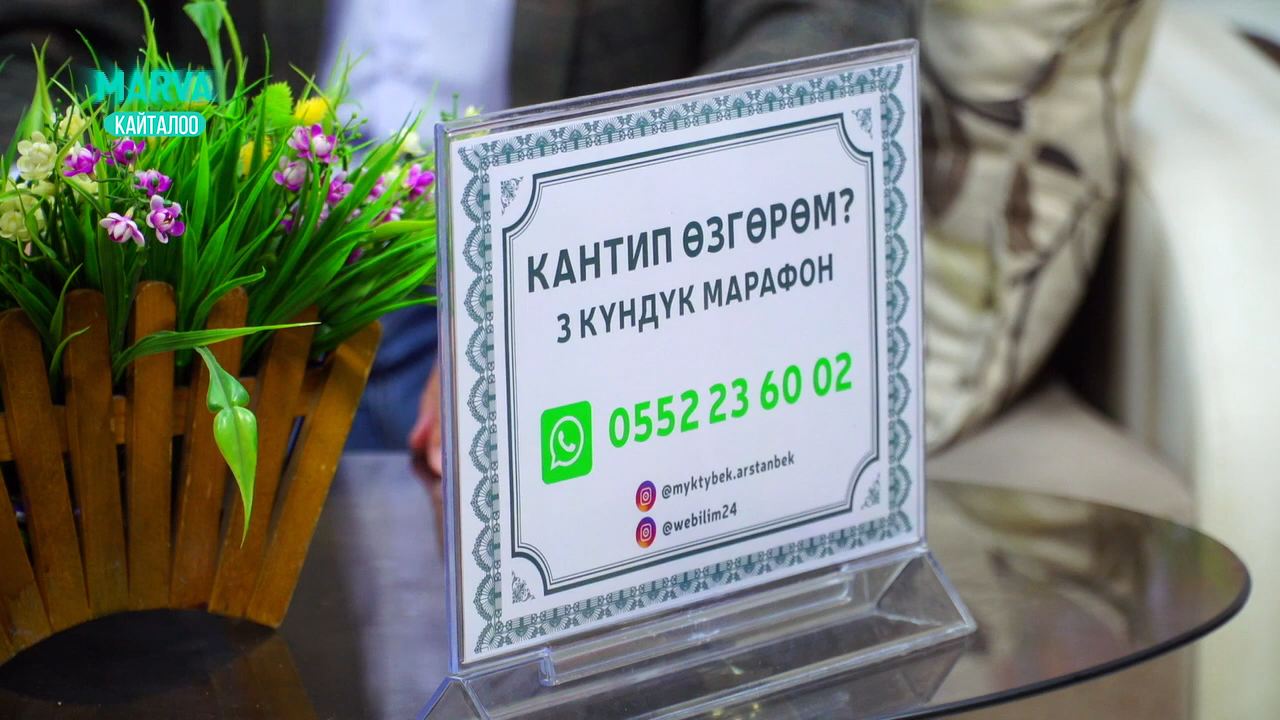 MARVA
КАЙТАЛОО
КАНТИП ӨЗГӨРӨМ?
3 КҮНДҮК МАРАФОН
0552 23 60 02
@myktybek.arstanbek
@webilim24